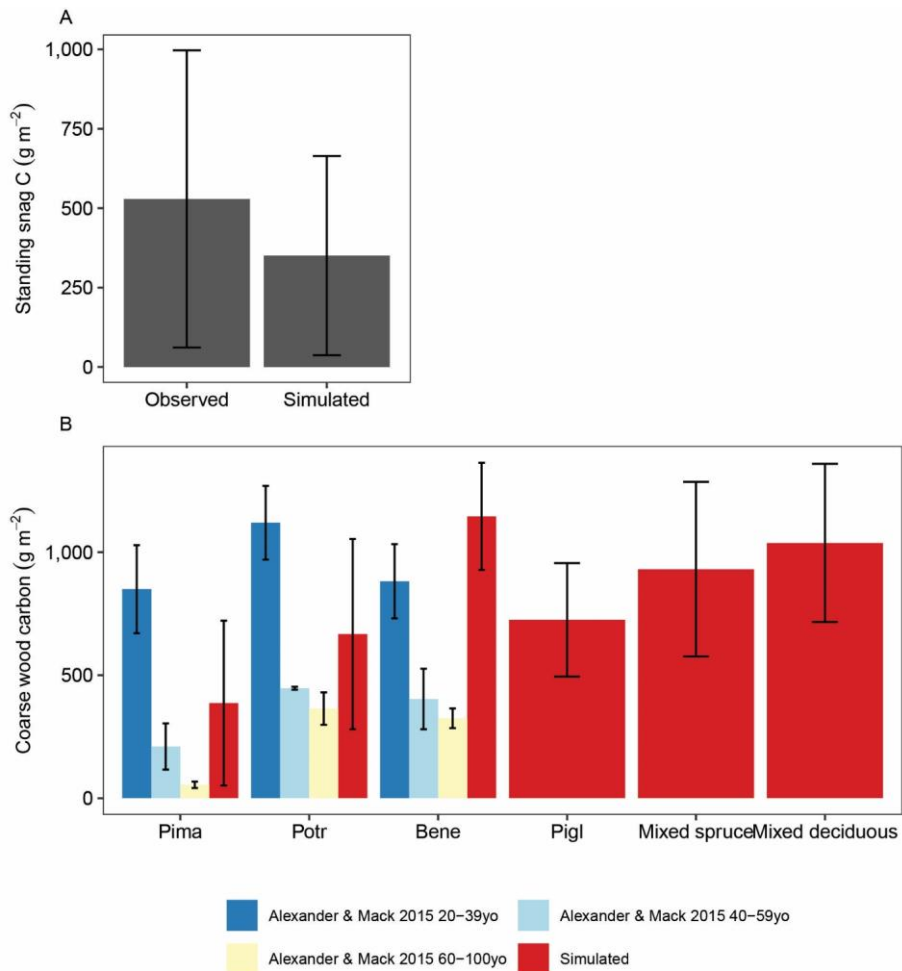 A
1,000
750
500
250
0
Standing snag C (g m−2)
Observed Simulated
B
1,000
500
0
Coarse wood carbon (g m−2)
Pima Potr Bene Pigl Mixed spruce Mixed deciduous
Alexander & Mack 2015 20−39yo Alexander & Mack 2015 40−59yo
Alexander & Mack 2015 60−100yo Simulated